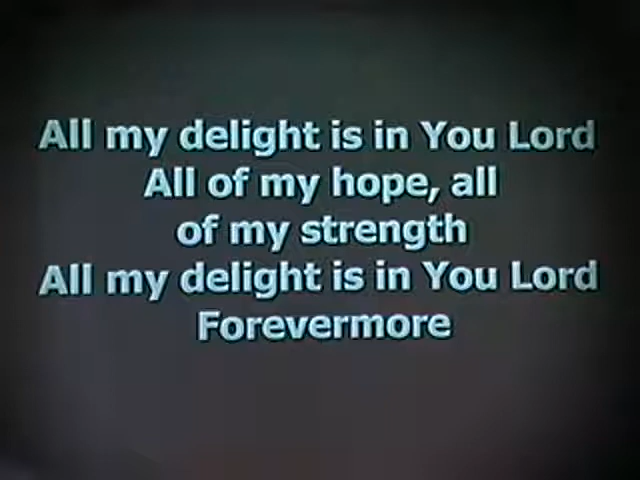 All my delight is in You Lord
All of my hope, all
of my strength
All my delight is in You Lord
Forevermore